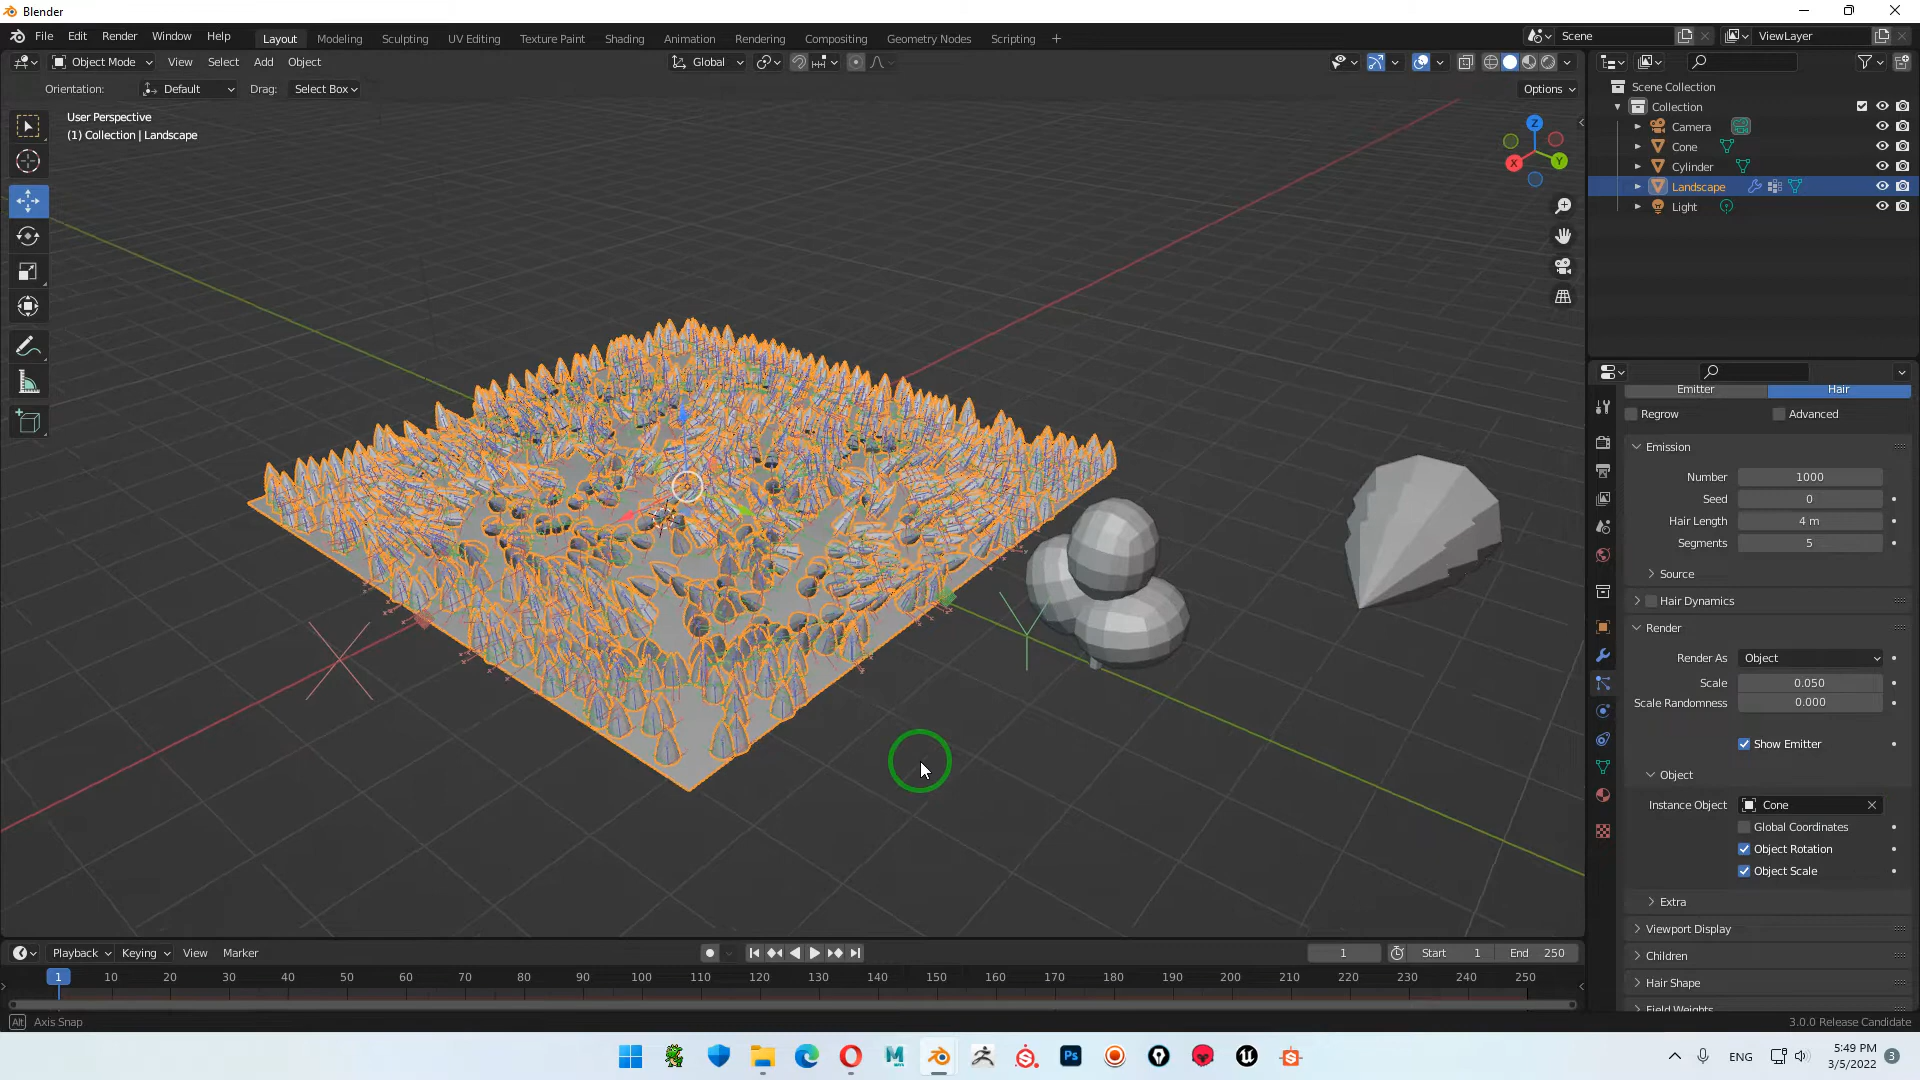 Blender
File Edit Render Window Help
Layout Modeling Sculpting UV Editing Texture Paint Shading Animation Rendering Compositing Geometry Nodes Scripting +
Scene
ViewLayer
Object Mode View Select Add Object
Global
Orientation: Default Drag: Select Box
Options
User Perspective
(1) Collection | Landscape
Z
X
Y
Scene Collection
Collection
Camera
Cone
Cylinder
Landscape
Light
Emitter Hair
Regrow Advanced
Emission
Number 1000
Seed 0
Hair Length 4 m
Segments 5
Source
Hair Dynamics
Render
Render As Object
Scale 0.050
Scale Randomness 0.000
Show Emitter
Object
Instance Object Cone
Global Coordinates
Object Rotation
Object Scale
Extra
Viewport Display
Children
Hair Shape
Field Weights
Playback Keying View Marker
1 Start 1 End 250
1 10 20 30 40 50 60 70 80 90 100 110 120 130 140 150 160 170 180 190 200 210 220 230 240 250
Alt Axis Snap
3.0.0 Release Candidate
M Ps
ENG
5:49 PM
3/5/2022
3